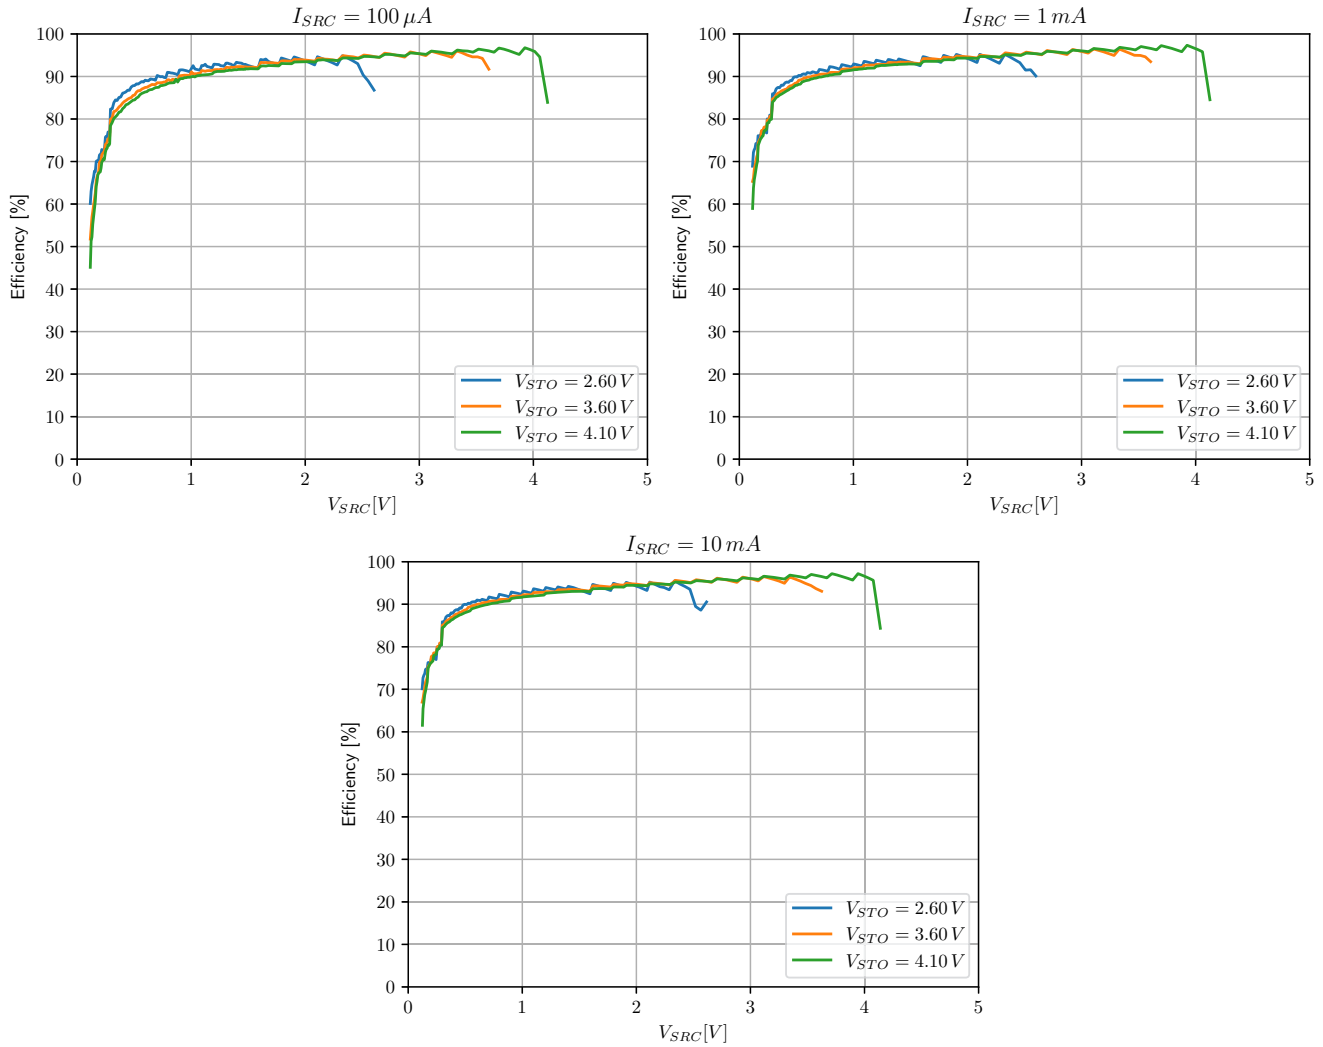 I_SRC = 100 μA
Efficiency [%]
100
90
80
70
60
50
40
30
20
10
0
0 1 2 3 4 5
V_SRC[V]
V_STO = 2.60 V
V_STO = 3.60 V
V_STO = 4.10 V
I_SRC = 1 mA
Efficiency [%]
100
90
80
70
60
50
40
30
20
10
0
0 1 2 3 4 5
V_SRC[V]
V_STO = 2.60 V
V_STO = 3.60 V
V_STO = 4.10 V
I_SRC = 10 mA
Efficiency [%]
100
90
80
70
60
50
40
30
20
10
0
0 1 2 3 4 5
V_SRC[V]
V_STO = 2.60 V
V_STO = 3.60 V
V_STO = 4.10 V